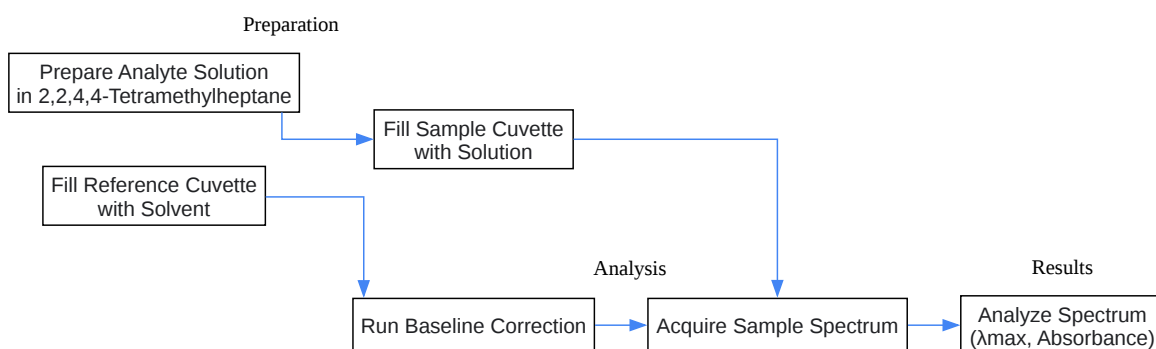 Preparation
Prepare Analyte Solution
in 2,2,4,4-Tetramethylheptane
Fill Sample Cuvette
with Solution
Fill Reference Cuvette
with Solvent
Analysis
Results
Run Baseline Correction
Acquire Sample Spectrum
Analyze Spectrum
(λmax, Absorbance)